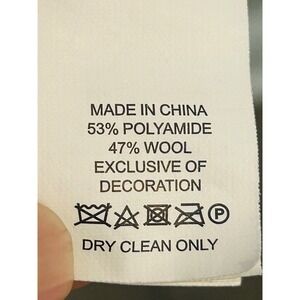 MADE IN CHINA
53% POLYAMIDE
47% WOOL
EXCLUSIVE OF
DECORATION
P
DRY CLEAN ONLY